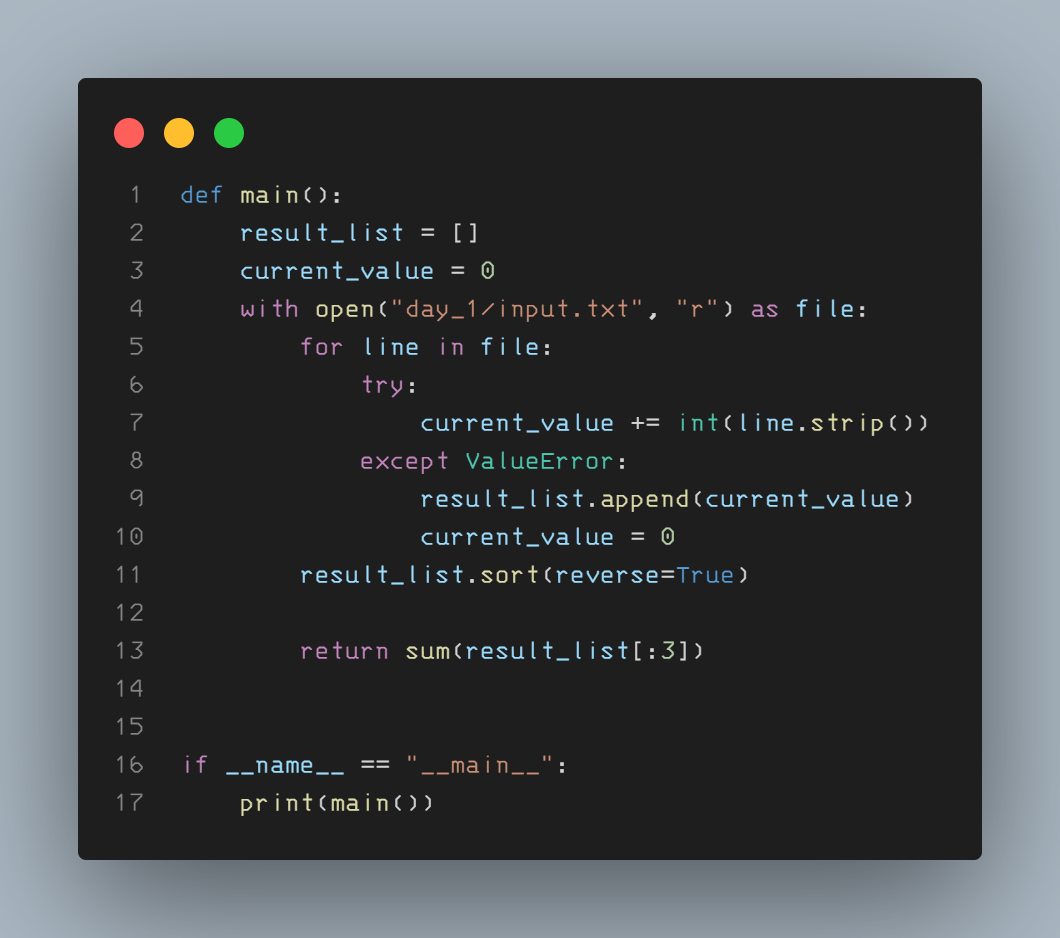 1 def main():
2     result_list = []
3     current_value = 0
4     with open("day_1/input.txt", "r") as file:
5         for line in file:
6             try:
7                 current_value += int(line.strip())
8             except ValueError:
9                 result_list.append(current_value)
10                 current_value = 0
11         result_list.sort(reverse=True)
12
13         return sum(result_list[:3])
14
15
16 if __name__ == "__main__":
17     print(main())